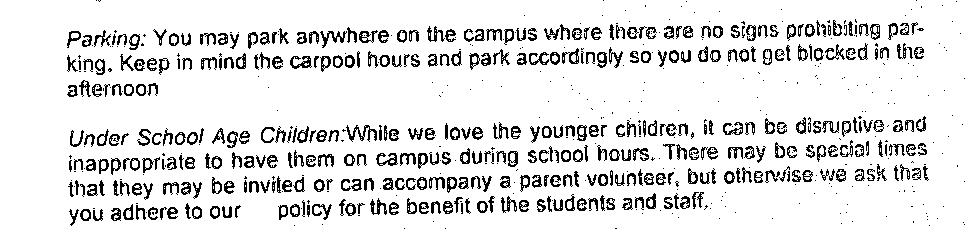 Parking: You may park anywhere on the campus where there are no signs prohibiting par-
king. Keep in mind the carpool hours and park accordingly so you do not get blocked in the
afternoon
Under School Age Children:While we love the younger children, it can be disruptive and
inappropriate to have them on campus during school hours. There may be special times
that they may be invited or can accompany a parent volunteer, but otherwise we ask that
you adhere to our policy for the benefit of the students and staff.